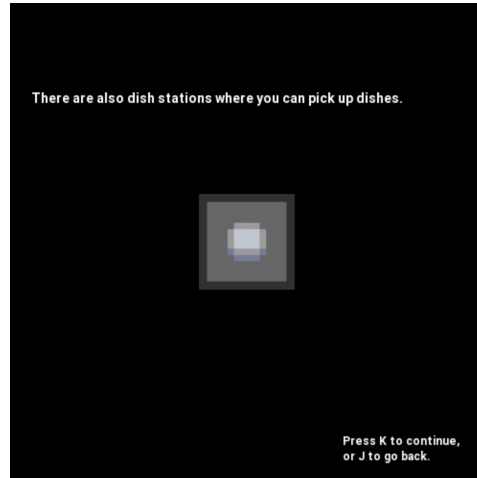 There are also dish stations where you can pick up dishes.
Press K to continue,
or J to go back.